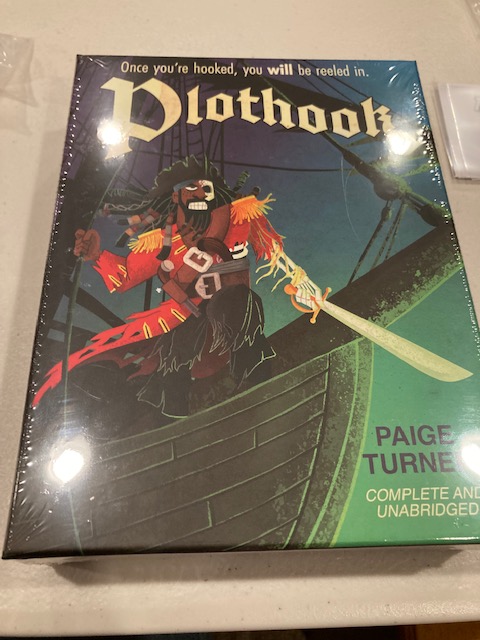 Once you're hooked, you will be reeled in.
Plothook
PAIGE
TURNE
COMPLETE AND
UNABRIDGED